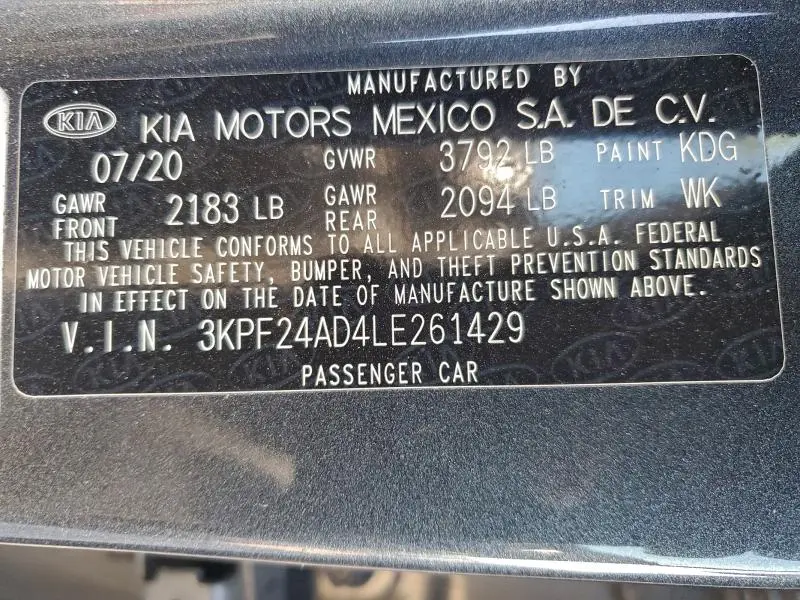 MANUFACTURED BY
KIA KIA MOTORS MEXICO S.A. DE C.V.
07/20 GVWR 3792 LB PAINT KDG
GAWR FRONT 2183 LB GAWR REAR 2094 LB TRIM WK
THIS VEHICLE CONFORMS TO ALL APPLICABLE U.S.A. FEDERAL
MOTOR VEHICLE SAFETY, BUMPER, AND THEFT PREVENTION STANDARDS
IN EFFECT ON THE DATE OF MANUFACTURE SHOWN ABOVE.
V.I.N. 3KPF24AD4LE261429
PASSENGER CAR